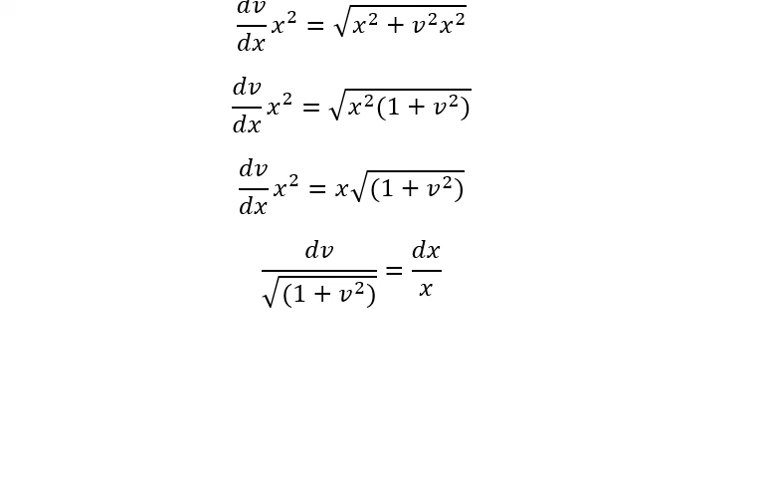 dv/dx x² = √(x² + v²x²)
dv/dx x² = √(x²(1 + v²))
dv/dx x² = x√((1 + v²))
dv/√((1 + v²)) = dx/x